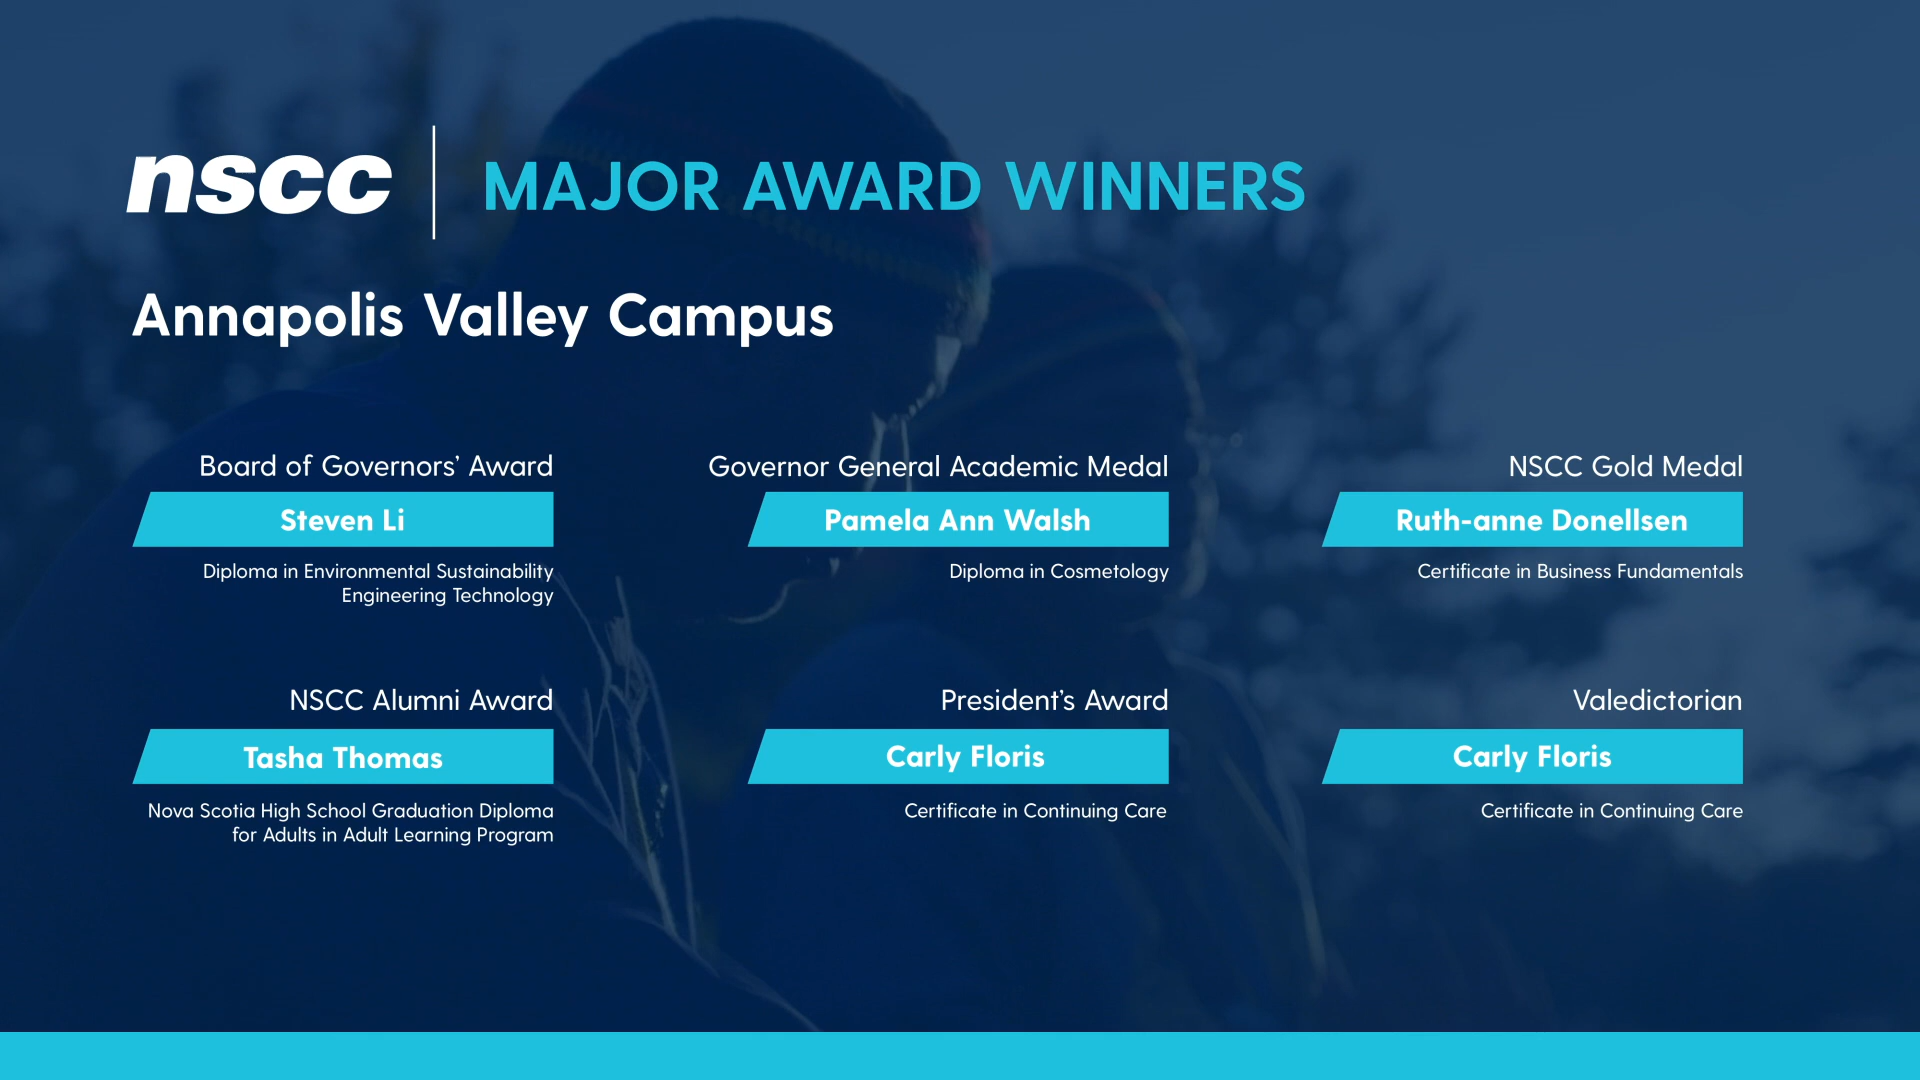 nscc
MAJOR AWARD WINNERS
Annapolis Valley Campus
Board of Governors’ Award
Steven Li
Diploma in Environmental Sustainability
Engineering Technology
Governor General Academic Medal
Pamela Ann Walsh
Diploma in Cosmetology
NSCC Gold Medal
Ruth-anne Donellsen
Certificate in Business Fundamentals
NSCC Alumni Award
Tasha Thomas
Nova Scotia High School Graduation Diploma
for Adults in Adult Learning Program
President’s Award
Carly Floris
Certificate in Continuing Care
Valedictorian
Carly Floris
Certificate in Continuing Care